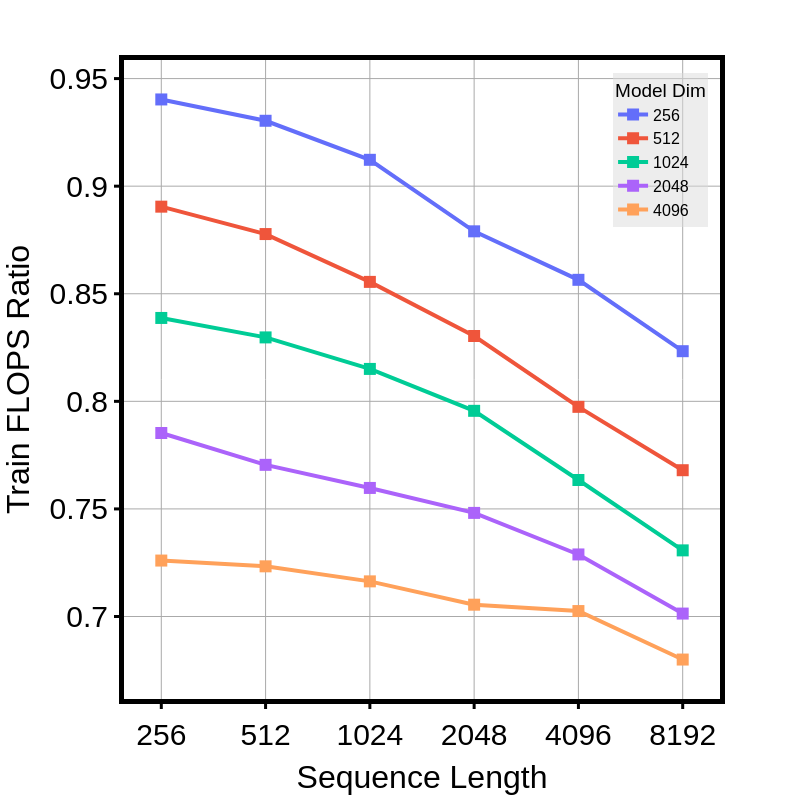 0.95
0.9
0.85
0.8
0.75
0.7
Train FLOPS Ratio
Model Dim
256
512
1024
2048
4096
256 512 1024 2048 4096 8192
Sequence Length